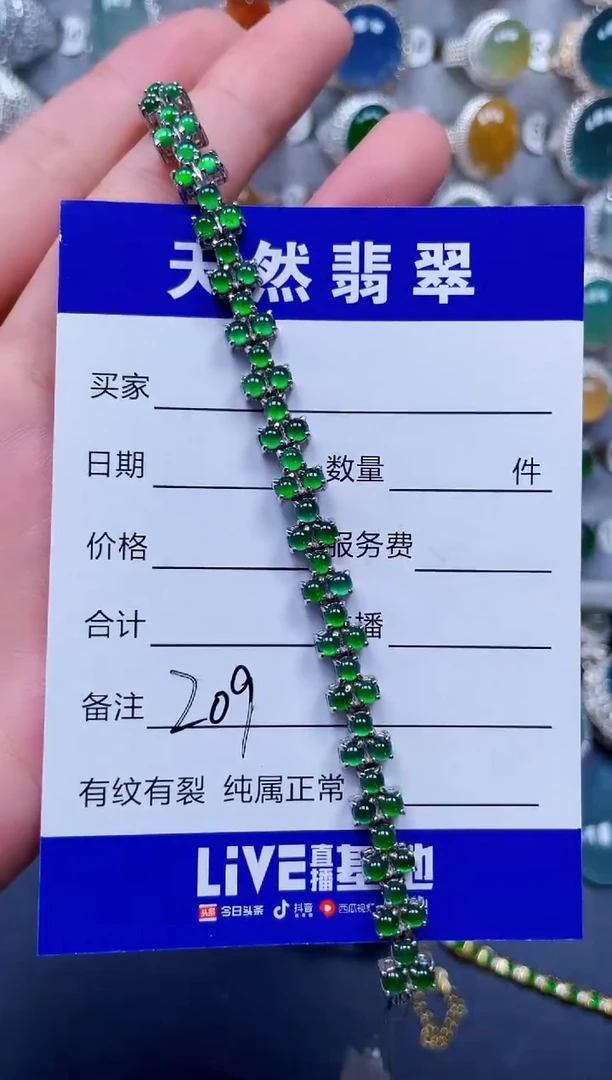 天然翡翠
买家
日期 数量 件
价格 服务费
合计 播
备注 209
有纹有裂 纯属正常
LiVE直播基地
头条 今日头条 抖音 西瓜视频